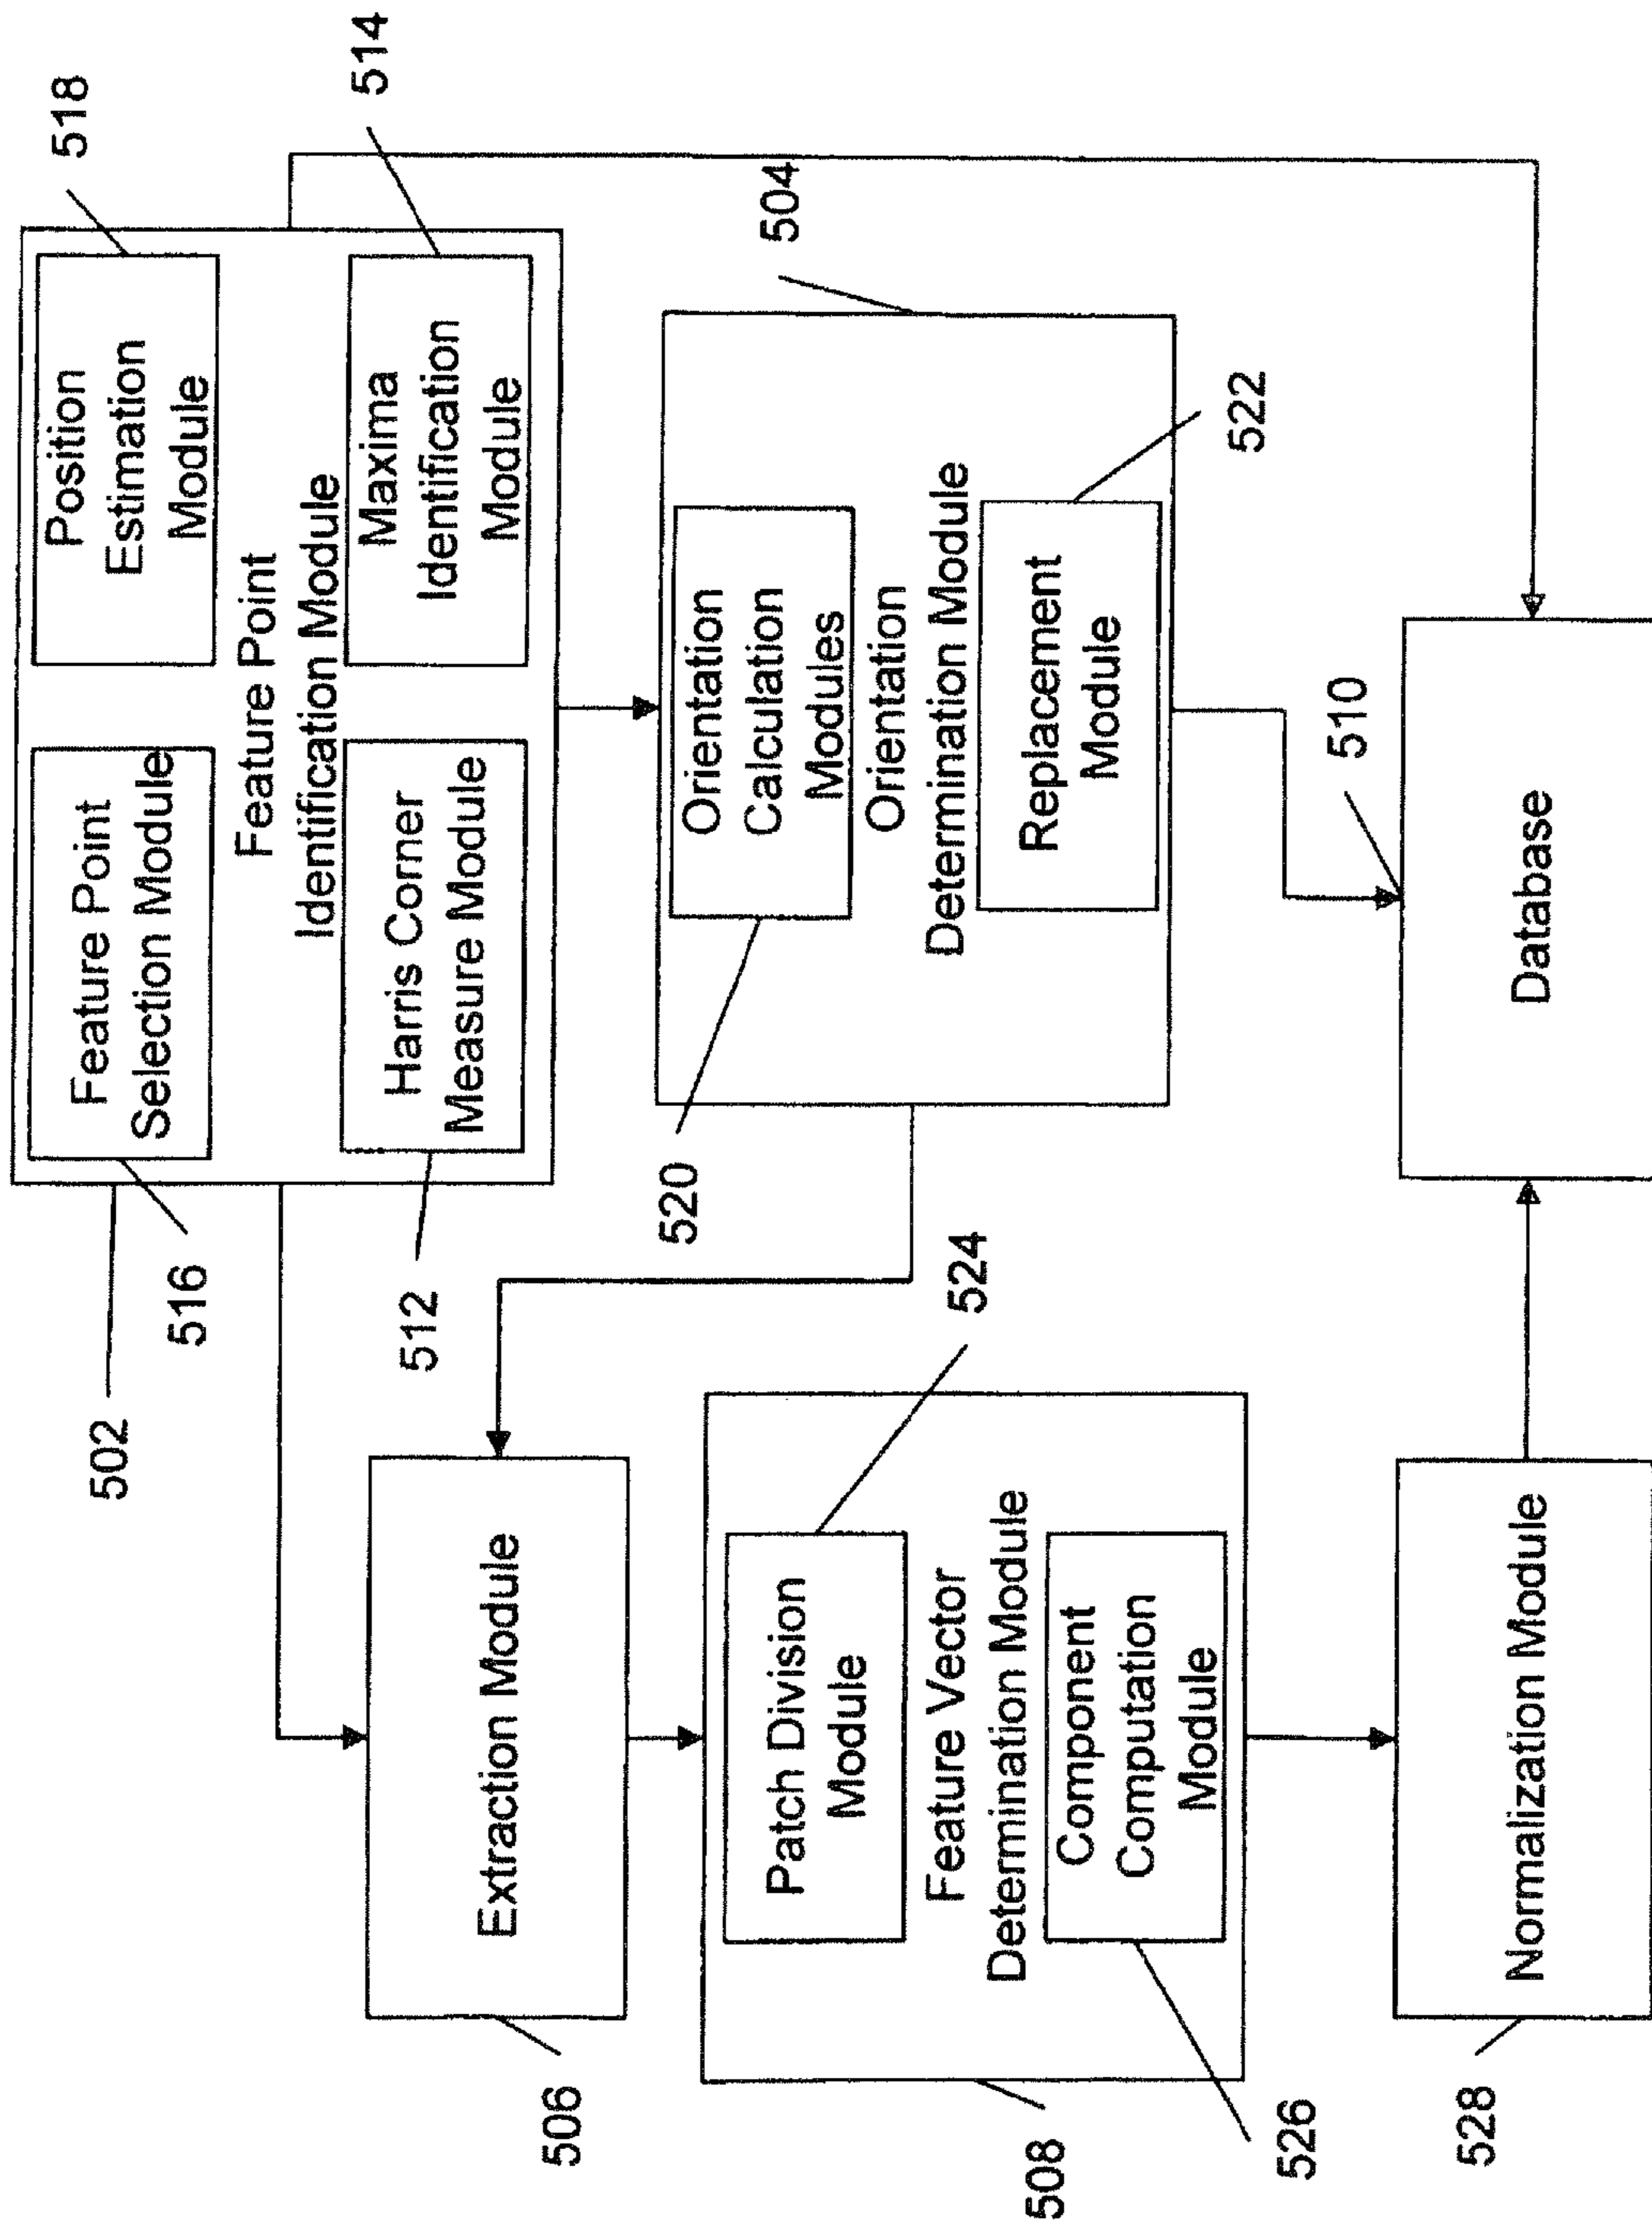 502
516
Feature Point
Selection Module
Position
Estimation
Module
518
Feature Point
Identification Module
512
Harris Corner
Measure Module
Maxima
Identification
Module
514
506
Extraction Module
520
Orientation
Calculation
Modules
504
Orientation
Determination Module
Replacement
Module
522
508
Patch Division
Module
524
Feature Vector
Determination Module
Component
Computation
Module
526
510
528
Normalization Module
Database